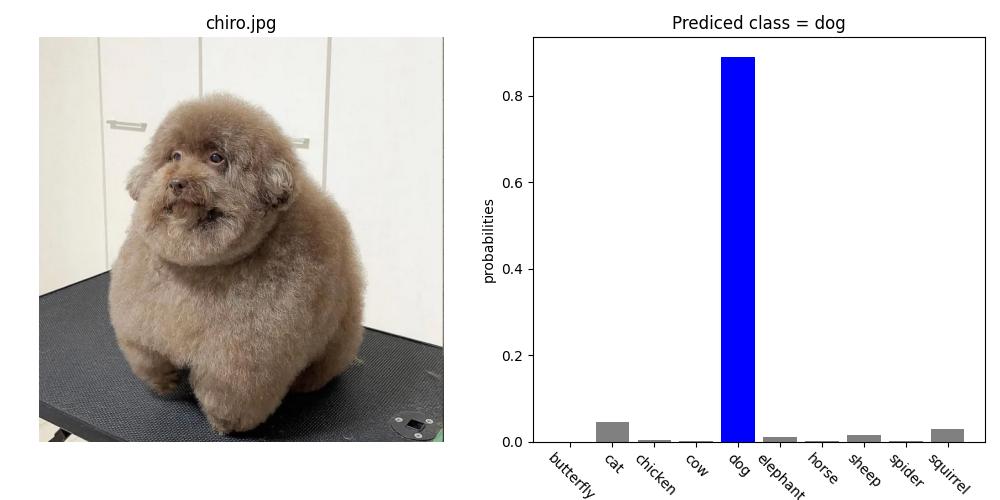 chiro.jpg
Prediced class = dog
probabilities
0.8
0.6
0.4
0.2
0.0
butterfly
cat
chicken
cow
dog
elephant
horse
sheep
spider
squirrel